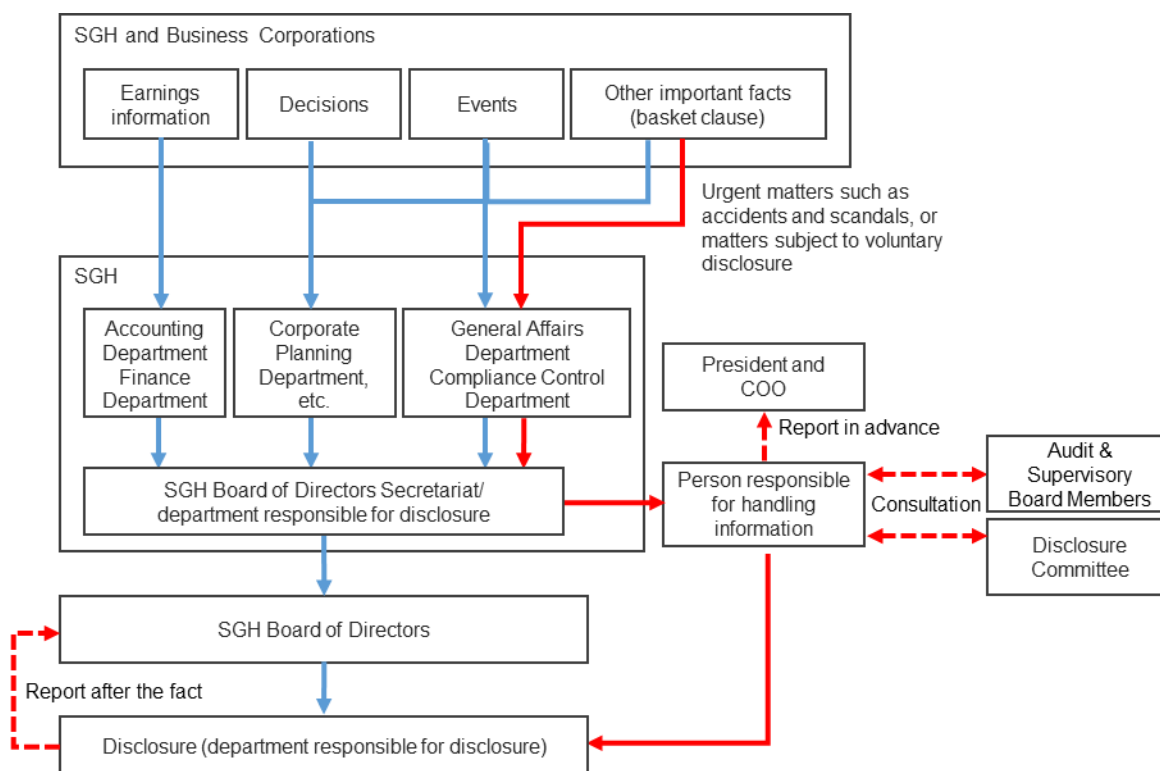 SGH and Business Corporations
Earnings
information
Decisions
Events
Other important facts
(basket clause)
Urgent matters such as
accidents and scandals, or
matters subject to voluntary
disclosure
SGH
Accounting
Department
Finance
Department
Corporate
Planning
Department,
etc.
General Affairs
Department
Compliance Control
Department
President and
COO
Report in advance
SGH Board of Directors Secretariat/
department responsible for disclosure
Person responsible
for handling
information
Consultation
Audit &
Supervisory
Board Members
Disclosure
Committee
SGH Board of Directors
Report after the fact
Disclosure (department responsible for disclosure)